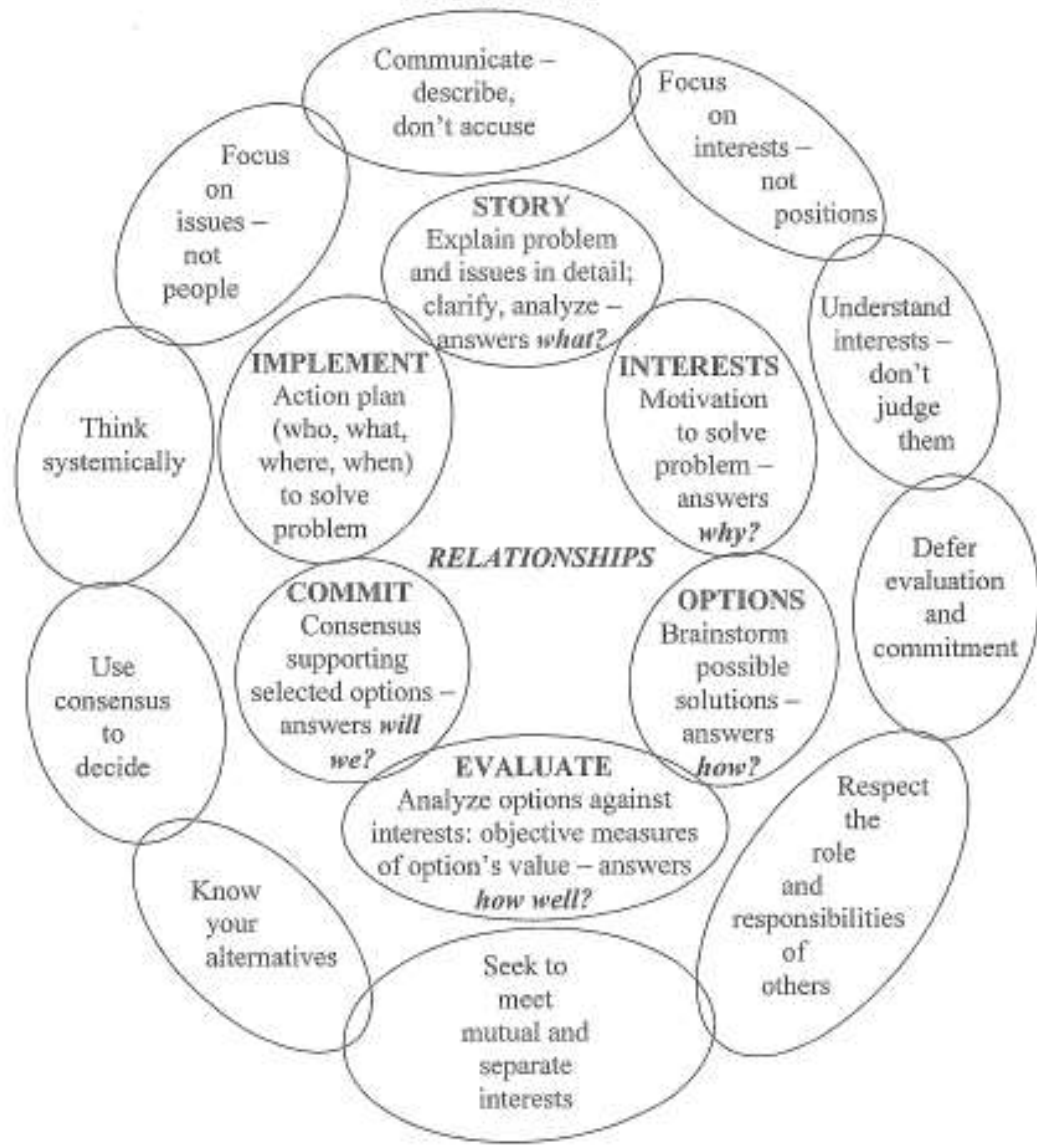 Communicate –
describe,
don't accuse
Focus
on
interests –
not
positions
Understand
interests –
don't
judge
them
Defer
evaluation
and
commitment
Respect
the
role
and
responsibilities
of
others
Seek to
meet
mutual and
separate
interests
Know
your
alternatives
Use
consensus
to
decide
Think
systemically
Focus
on
issues –
not
people
STORY
Explain problem
and issues in detail;
clarify, analyze –
answers what?
INTERESTS
Motivation
to solve
problem –
answers
why?
OPTIONS
Brainstorm
possible
solutions –
answers
how?
EVALUATE
Analyze options against
interests: objective measures
of option's value – answers
how well?
COMMIT
Consensus
supporting
selected options –
answers will
we?
IMPLEMENT
Action plan
(who, what,
where, when)
to solve
problem
RELATIONSHIPS